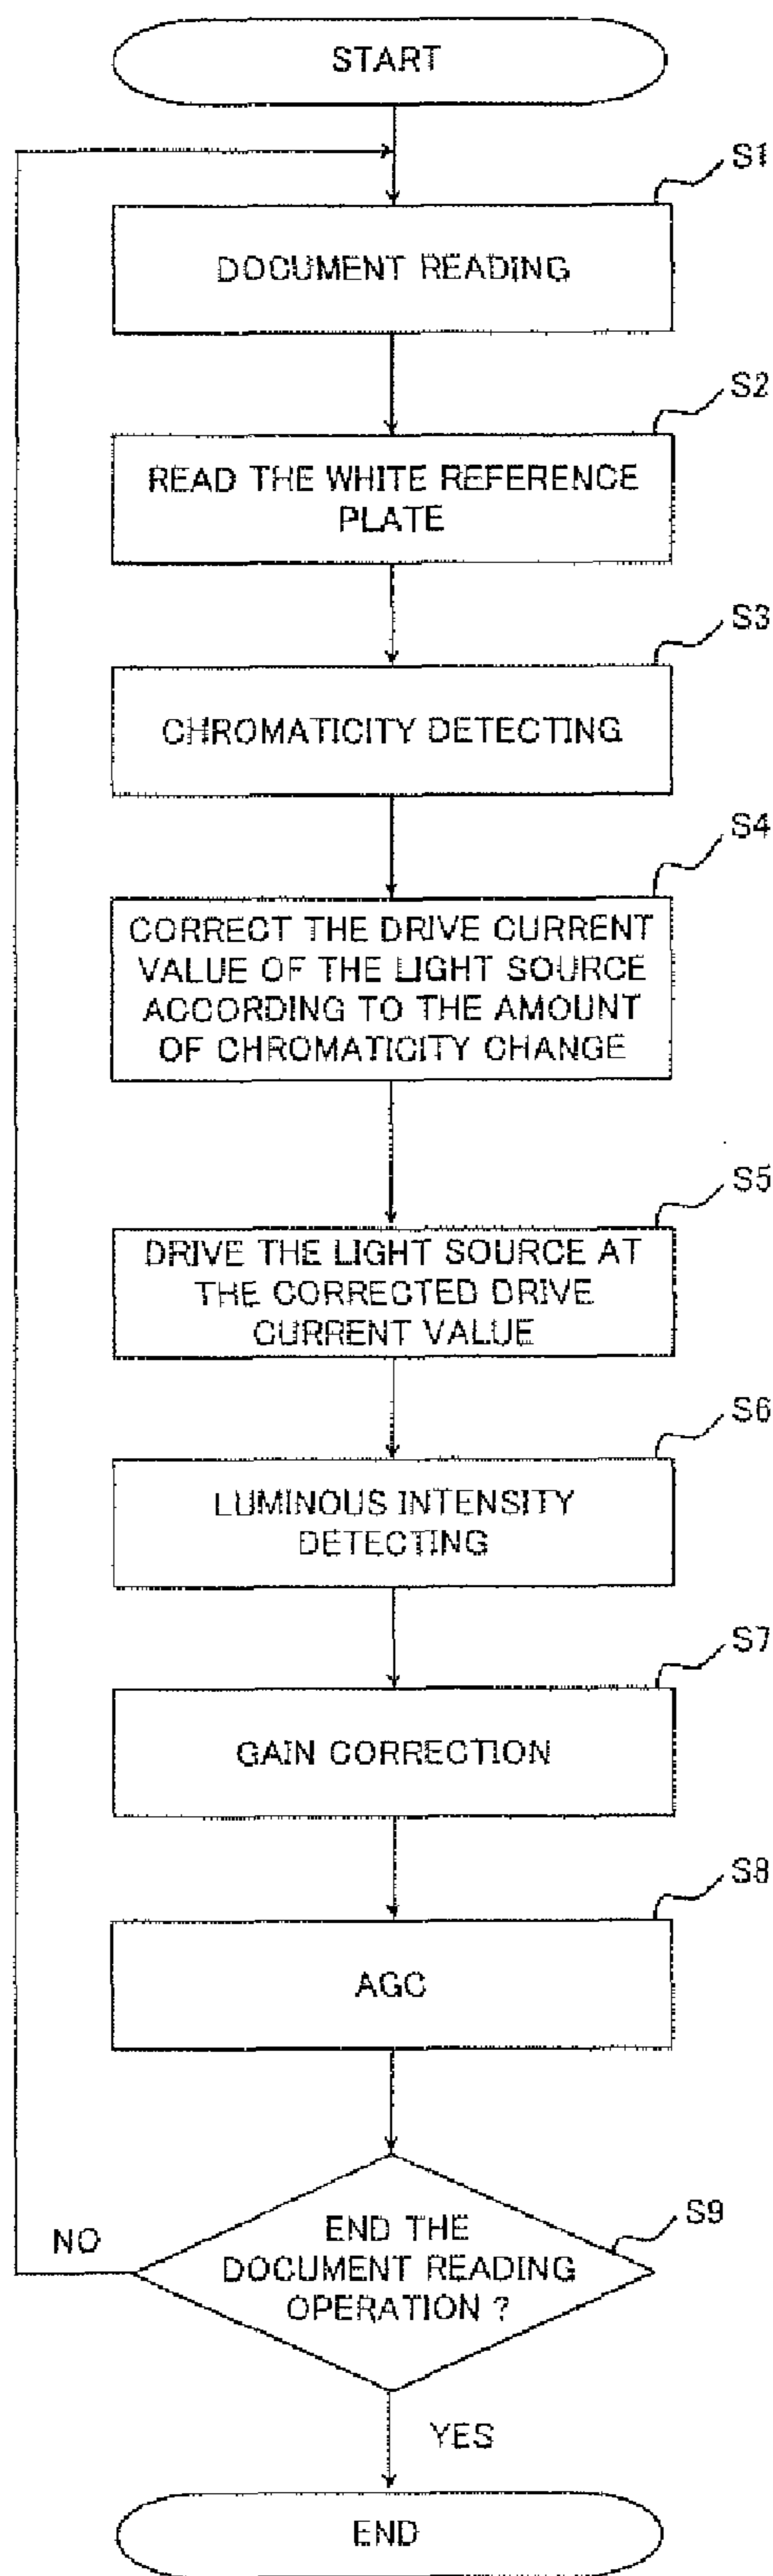 START
S1
DOCUMENT READING
S2
READ THE WHITE REFERENCE
PLATE
S3
CHROMATICITY DETECTING
S4
CORRECT THE DRIVE CURRENT
VALUE OF THE LIGHT SOURCE
ACCORDING TO THE AMOUNT
OF CHROMATICITY CHANGE
S5
DRIVE THE LIGHT SOURCE AT
THE CORRECTED DRIVE
CURRENT VALUE
S6
LUMINOUS INTENSITY
DETECTING
S7
GAIN CORRECTION
S8
AGC
S9
END THE
DOCUMENT READING
OPERATION ?
NO
YES
END